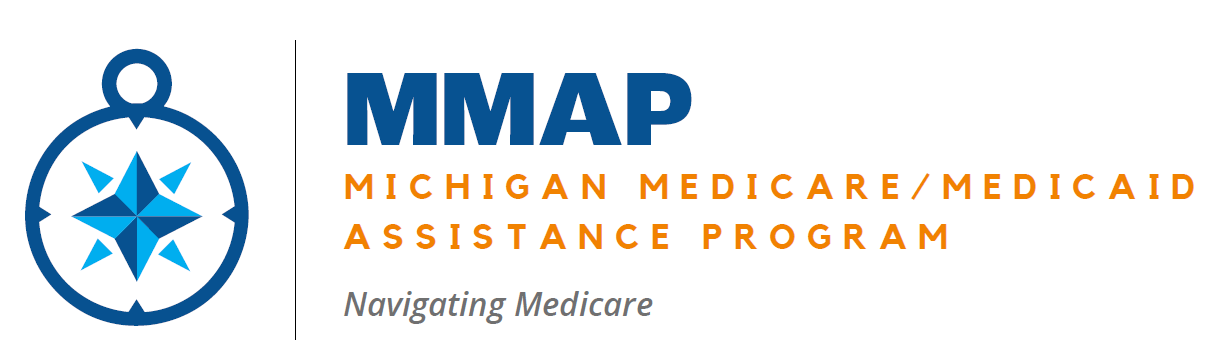 MMAP
MICHIGAN MEDICARE/MEDICAID
ASSISTANCE PROGRAM
Navigating Medicare